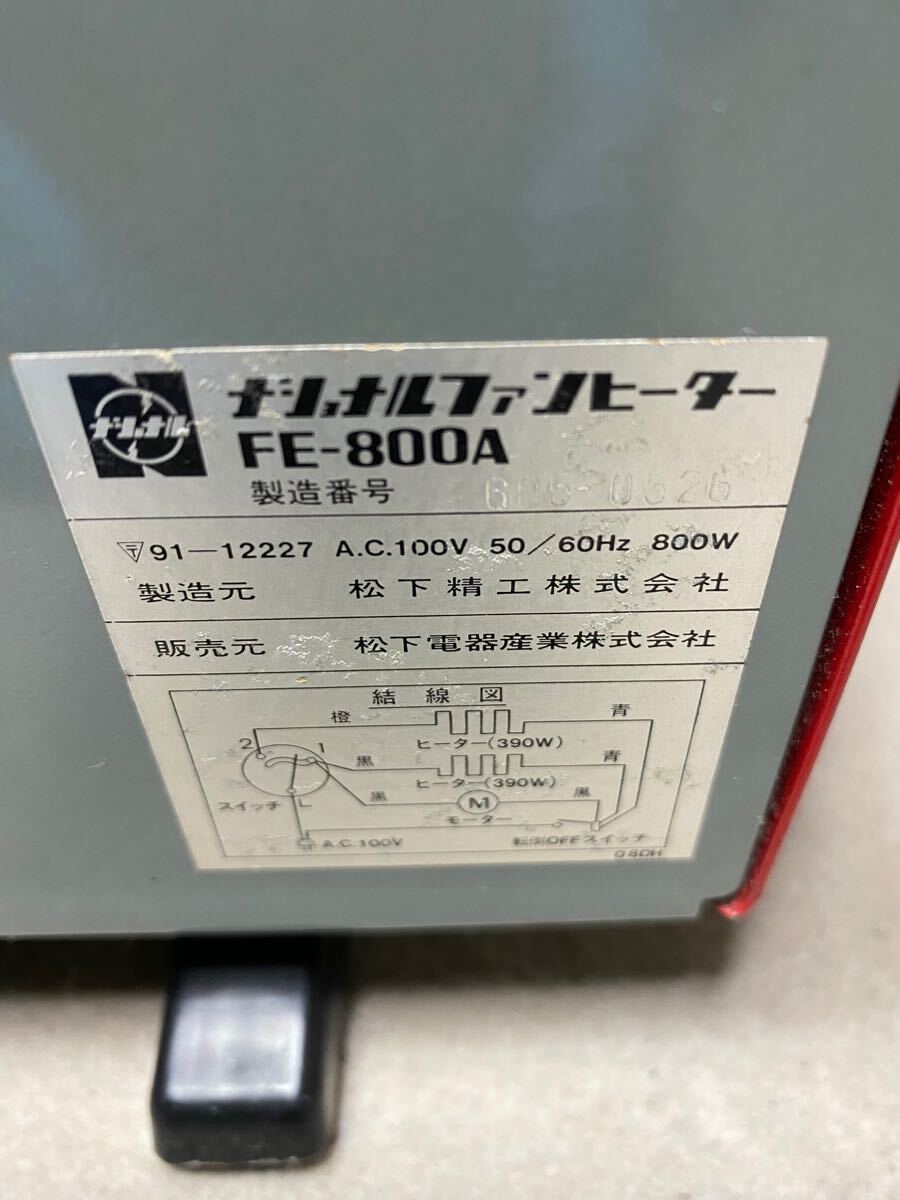 ナショナル
ナショナルファンヒーター
FE-800A
製造番号 605-0526
〒91-12227 A.C.100V 50/60Hz 800W
製造元 松下精工株式会社
販売元 松下電器産業株式会社
結線図
橙 青
2 1 ヒーター(390W)
黒 青
ヒーター(390W)
スイッチ L 黒 M 黒
モーター
A.C.100V 転倒OFFスイッチ